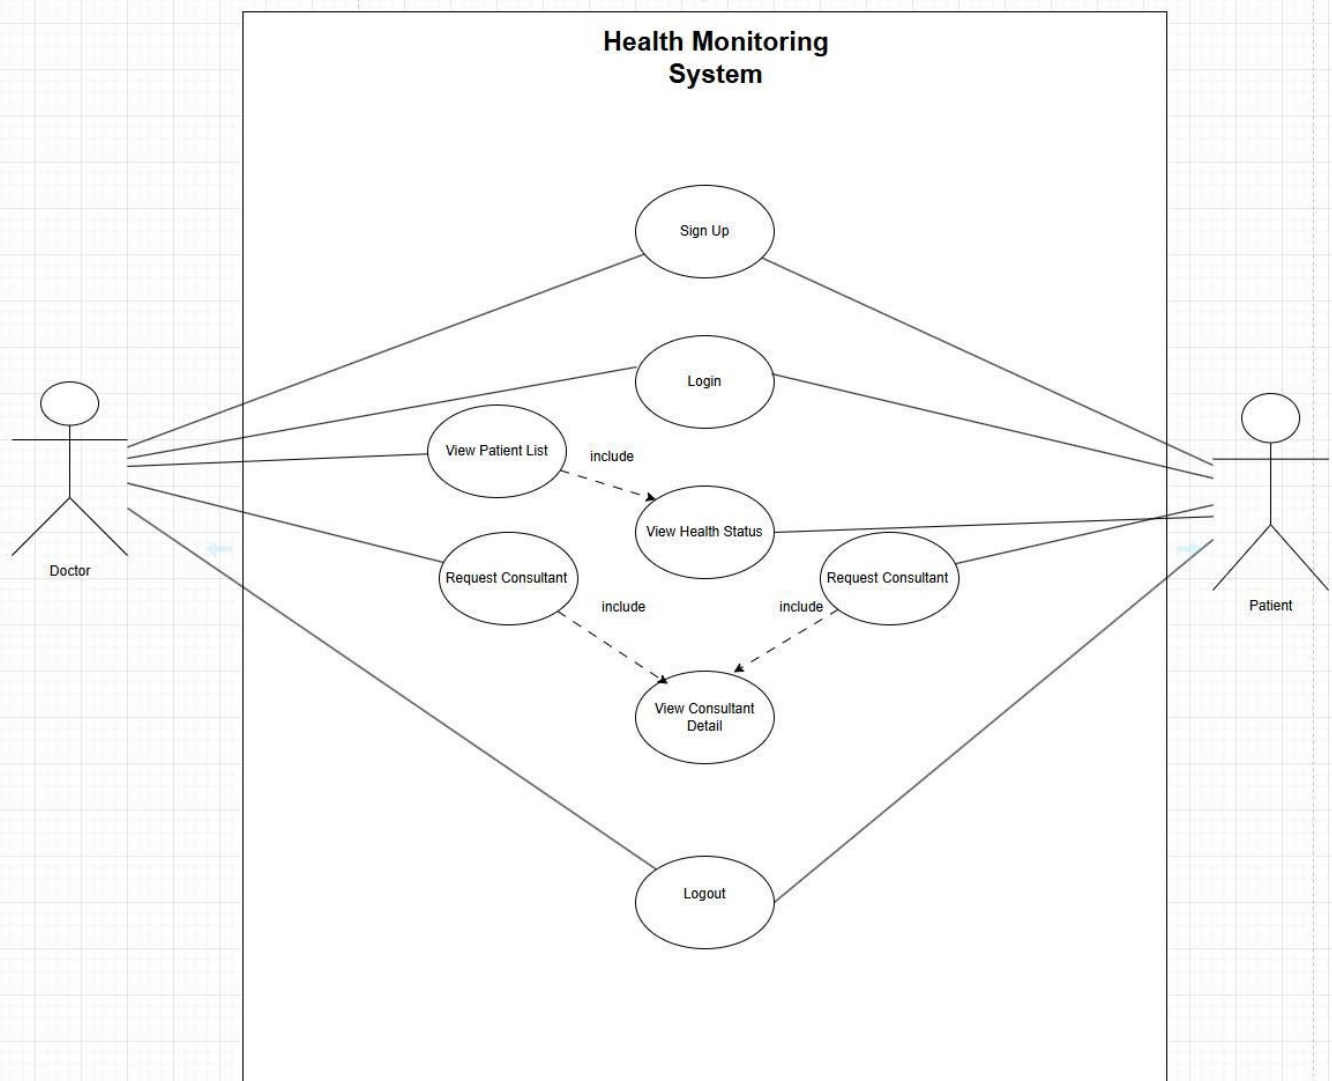 Health Monitoring
System
Sign Up
Login
View Patient List
include
View Health Status
Request Consultant
Request Consultant
Doctor
include
include
Patient
View Consultant
Detail
Logout